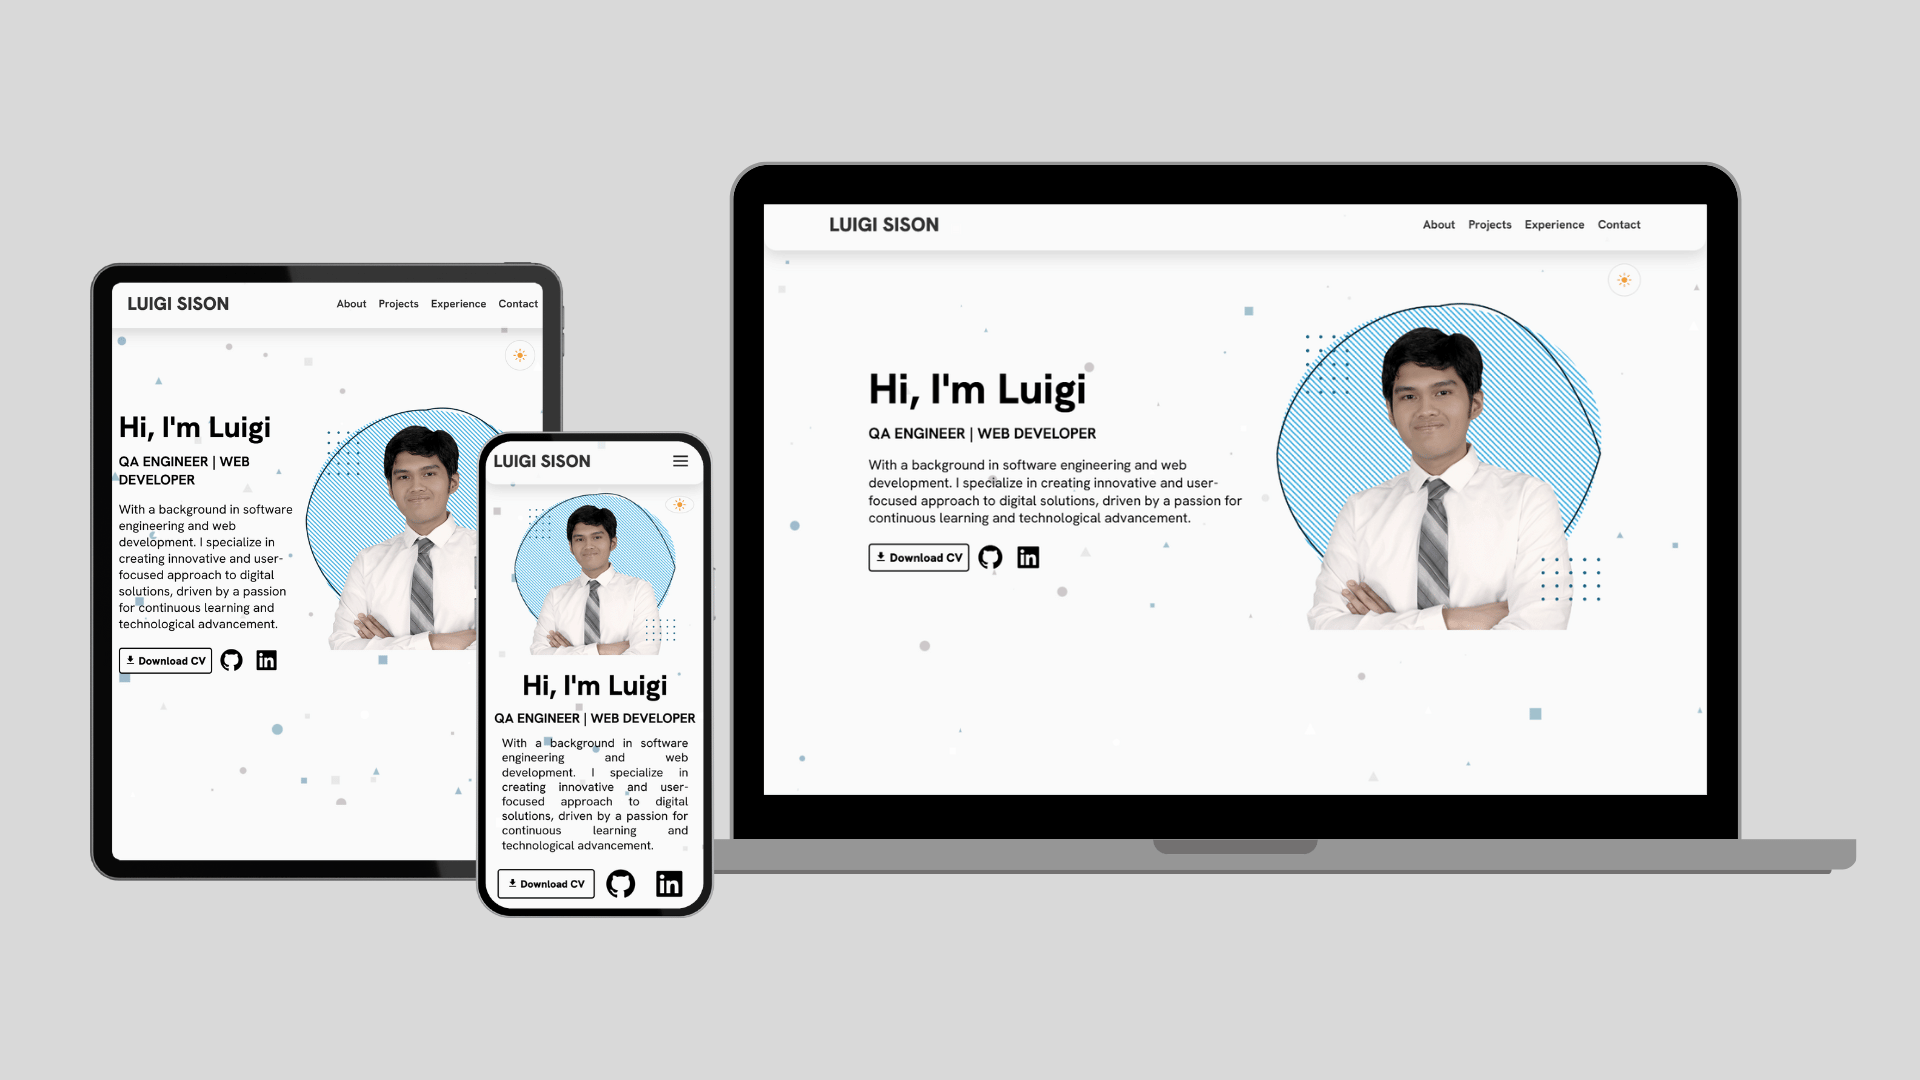 LUIGI SISON
About Projects Experience Contact
Hi, I'm Luigi
QA ENGINEER | WEB
DEVELOPER
With a background in software
engineering and web
development. I specialize in
creating innovative and user-
focused approach to digital
solutions, driven by a passion
for continuous learning and
technological advancement.
Download CV
in
LUIGI SISON
Hi, I'm Luigi
QA ENGINEER | WEB DEVELOPER
With a background in software
engineering and web
development. I specialize in
creating innovative and user-
focused approach to digital
solutions, driven by a passion for
continuous learning and
technological advancement.
Download CV
in
LUIGI SISON
About Projects Experience Contact
Hi, I'm Luigi
QA ENGINEER | WEB DEVELOPER
With a background in software engineering and web
development. I specialize in creating innovative and user-
focused approach to digital solutions, driven by a passion for
continuous learning and technological advancement.
Download CV
in